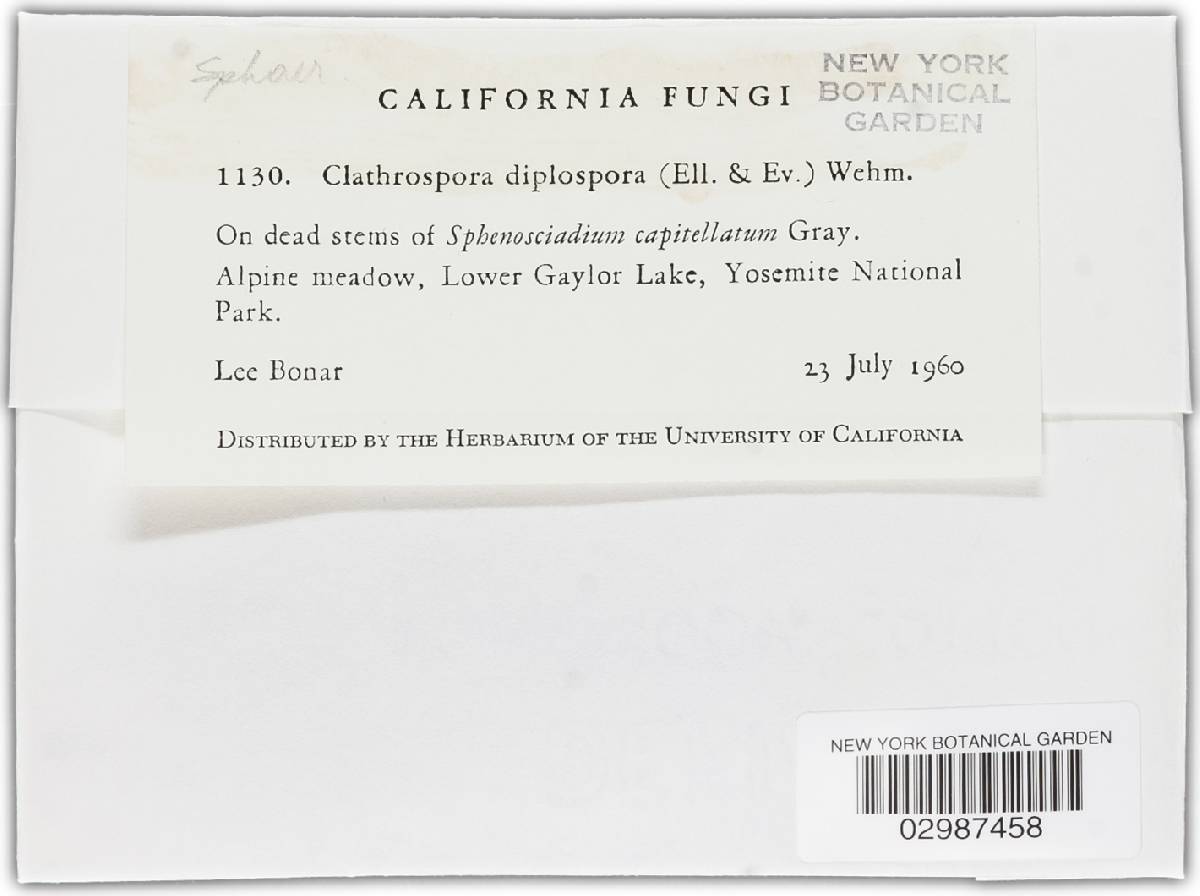 Sphaer
NEW YORK
BOTANICAL
GARDEN
CALIFORNIA FUNGI
1130. Clathrospora diplospora (Ell. & Ev.) Wehm.
On dead stems of Sphenosciadium capitellatum Gray.
Alpine meadow, Lower Gaylor Lake, Yosemite National
Park.
Lee Bonar 23 July 1960
DISTRIBUTED BY THE HERBARIUM OF THE UNIVERSITY OF CALIFORNIA
NEW YORK BOTANICAL GARDEN
02987458